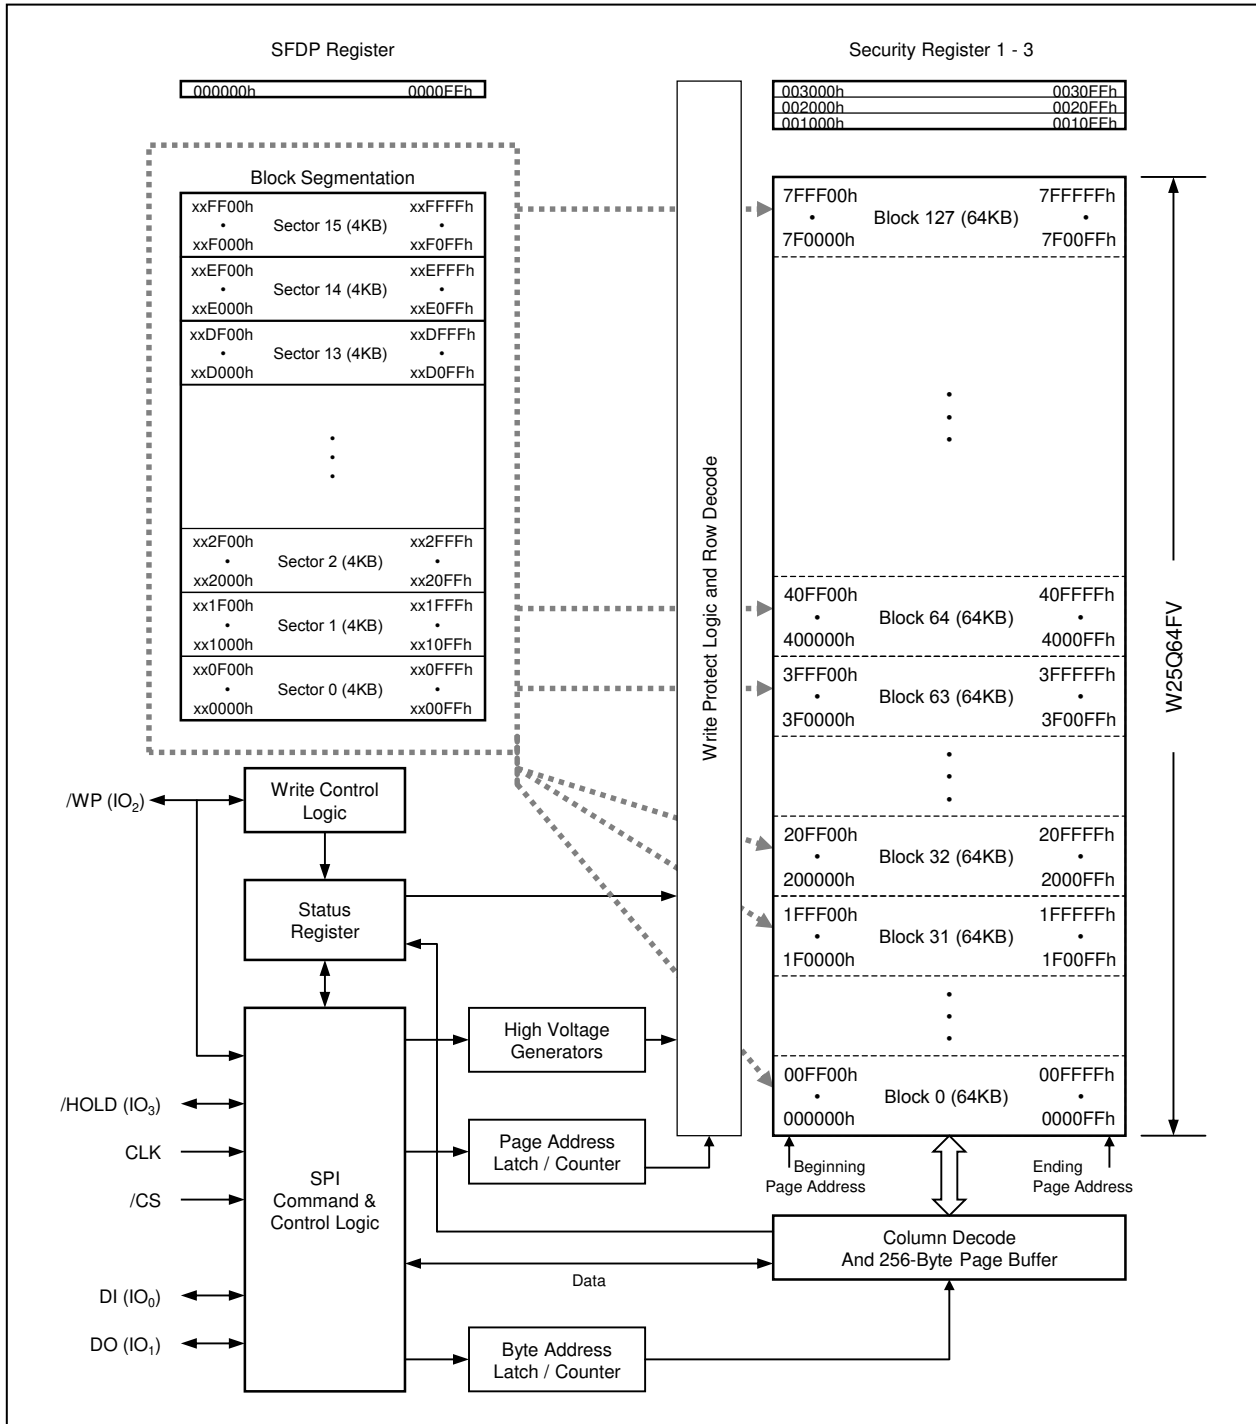 SFDP Register
000000h 0000FFh
Security Register 1 - 3
003000h 0030FFh
002000h 0020FFh
001000h 0010FFh
Block Segmentation
xxFF00h xxFFFFh
• Sector 15 (4KB) •
xxF000h xxF0FFh
xxEF00h xxEFFFh
• Sector 14 (4KB) •
xxE000h xxE0FFh
xxDF00h xxDFFFh
• Sector 13 (4KB) •
xxD000h xxD0FFh
xx2F00h xx2FFFh
• Sector 2 (4KB) •
xx2000h xx20FFh
xx1F00h xx1FFFh
• Sector 1 (4KB) •
xx1000h xx10FFh
xx0F00h xx0FFFh
• Sector 0 (4KB) •
xx0000h xx00FFh
Write Protect Logic and Row Decode
7FFF00h 7FFFFFh
• Block 127 (64KB) •
7F0000h 7F00FFh
40FF00h 40FFFFh
• Block 64 (64KB) •
400000h 4000FFh
3FFF00h 3FFFFFh
• Block 63 (64KB) •
3F0000h 3F00FFh
20FF00h 20FFFFh
• Block 32 (64KB) •
200000h 2000FFh
1FFF00h 1FFFFFh
• Block 31 (64KB) •
1F0000h 1F00FFh
00FF00h 00FFFFh
• Block 0 (64KB) •
000000h 0000FFh
W25Q64FV
Beginning
Page Address
Ending
Page Address
/WP (IO2)
Write Control
Logic
Status
Register
High Voltage
Generators
/HOLD (IO3)
CLK
/CS
DI (IO0)
DO (IO1)
SPI
Command &
Control Logic
Page Address
Latch / Counter
Column Decode
And 256-Byte Page Buffer
Data
Byte Address
Latch / Counter